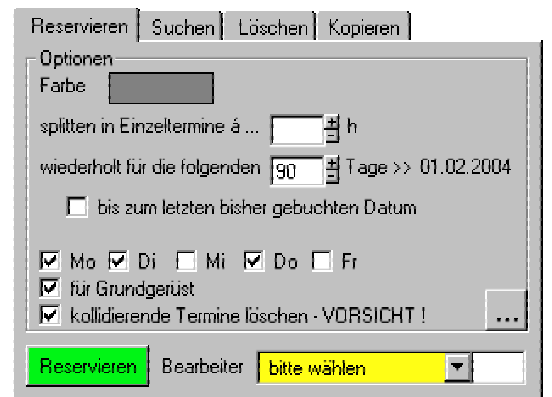 Reservieren Suchen Löschen Kopieren
Optionen
Farbe
splitten in Einzeltermine á ... h
wiederholt für die folgenden 90 Tage >> 01.02.2004
bis zum letzten bisher gebuchten Datum
Mo Di Mi Do Fr
für Grundgerüst
kollidierende Termine löschen - VORSICHT !
...
Reservieren Bearbeiter bitte wählen